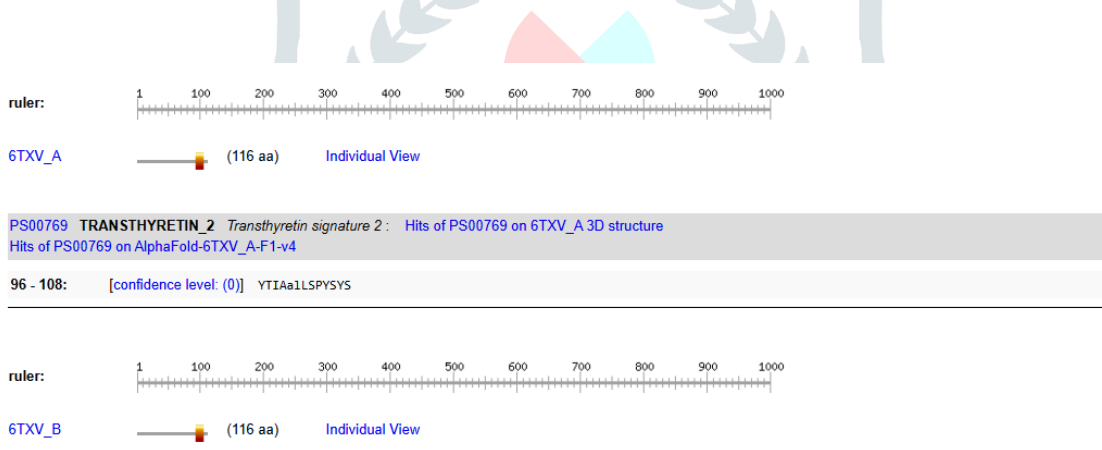 ruler: 1 100 200 300 400 500 600 700 800 900 1000
6TXV_A (116 aa) Individual View
PS00769 TRANSTHYRETIN_2 Transthyretin signature 2 : Hits of PS00769 on 6TXV_A 3D structure
Hits of PS00769 on AlphaFold-6TXV_A-F1-v4
96 - 108: [confidence level: (0)] YTIAalLSPYSYS
ruler: 1 100 200 300 400 500 600 700 800 900 1000
6TXV_B (116 aa) Individual View